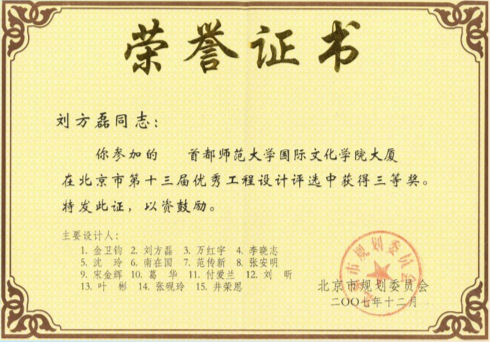 荣誉证书
刘方磊同志：
你参加的 首都师范大学国际文化学院大厦
在北京市第十三届优秀工程设计评选中获得三等奖。
特发此证，以资鼓励。
主要设计人：
1. 金卫钧 2. 刘方磊 3. 万红宇 4. 李晓志
5. 沈 玲 6. 南在国 7. 范传新 8. 张安明
9. 宋金辉 10. 葛 华 11. 付爱兰 12. 刘 昕
13. 叶 彬 14. 张砚玲 15. 井荣思
北京市规划委员会
二〇〇七年十二月
北京市规划委员会